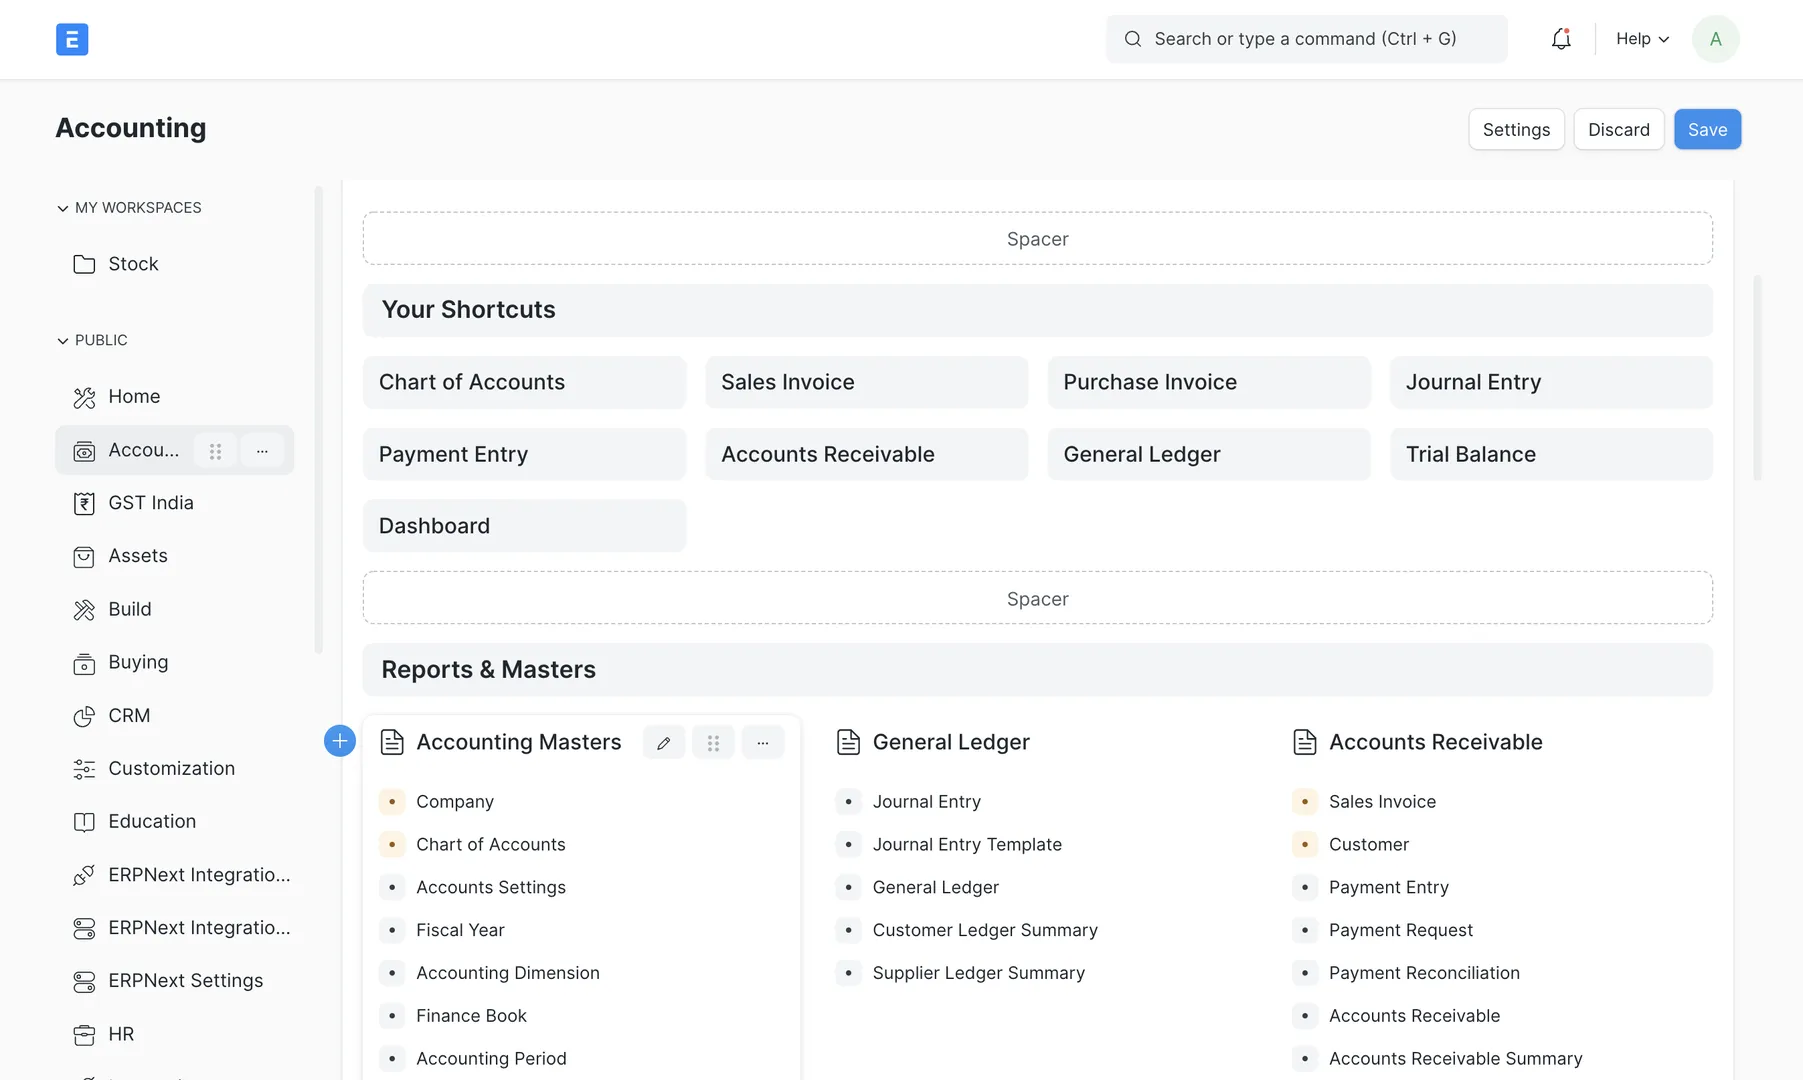 E
Search or type a command (Ctrl + G)
Help
A
Accounting
Settings
Discard
Save
MY WORKSPACES
Stock
PUBLIC
Home
Accou...
GST India
Assets
Build
Buying
CRM
Customization
Education
ERPNext Integratio...
ERPNext Integratio...
ERPNext Settings
HR
Spacer
Your Shortcuts
Chart of Accounts
Sales Invoice
Purchase Invoice
Journal Entry
Payment Entry
Accounts Receivable
General Ledger
Trial Balance
Dashboard
Spacer
Reports & Masters
Accounting Masters
Company
Chart of Accounts
Accounts Settings
Fiscal Year
Accounting Dimension
Finance Book
Accounting Period
General Ledger
Journal Entry
Journal Entry Template
General Ledger
Customer Ledger Summary
Supplier Ledger Summary
Accounts Receivable
Sales Invoice
Customer
Payment Entry
Payment Request
Payment Reconciliation
Accounts Receivable
Accounts Receivable Summary